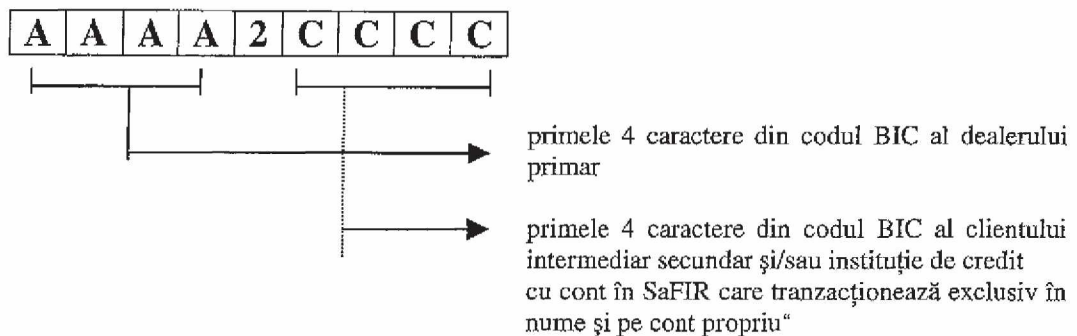 A A A A 2 C C C C
primele 4 caractere din codul BIC al dealerului
primar
primele 4 caractere din codul BIC al clientului
intermediar secundar şi/sau instituţie de credit
cu cont în SaFIR care tranzacţionează exclusiv în
nume şi pe cont propriu“